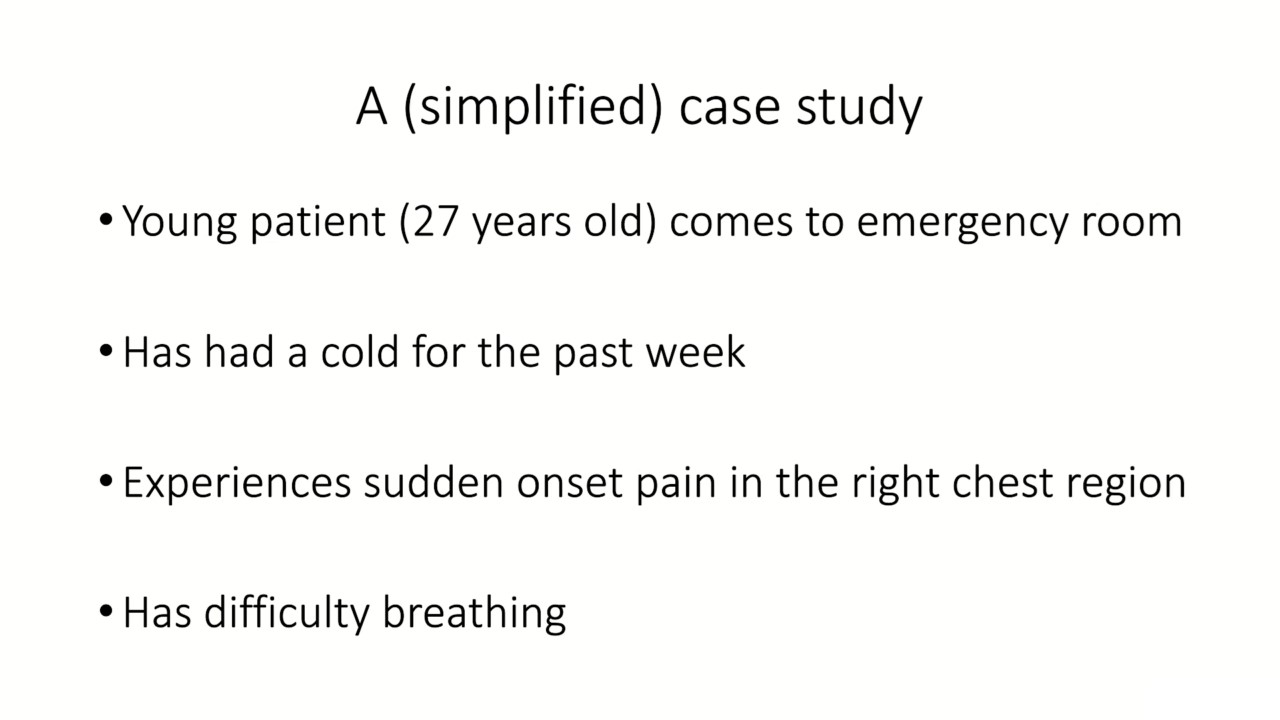 A (simplified) case study
• Young patient (27 years old) comes to emergency room
• Has had a cold for the past week
• Experiences sudden onset pain in the right chest region
• Has difficulty breathing